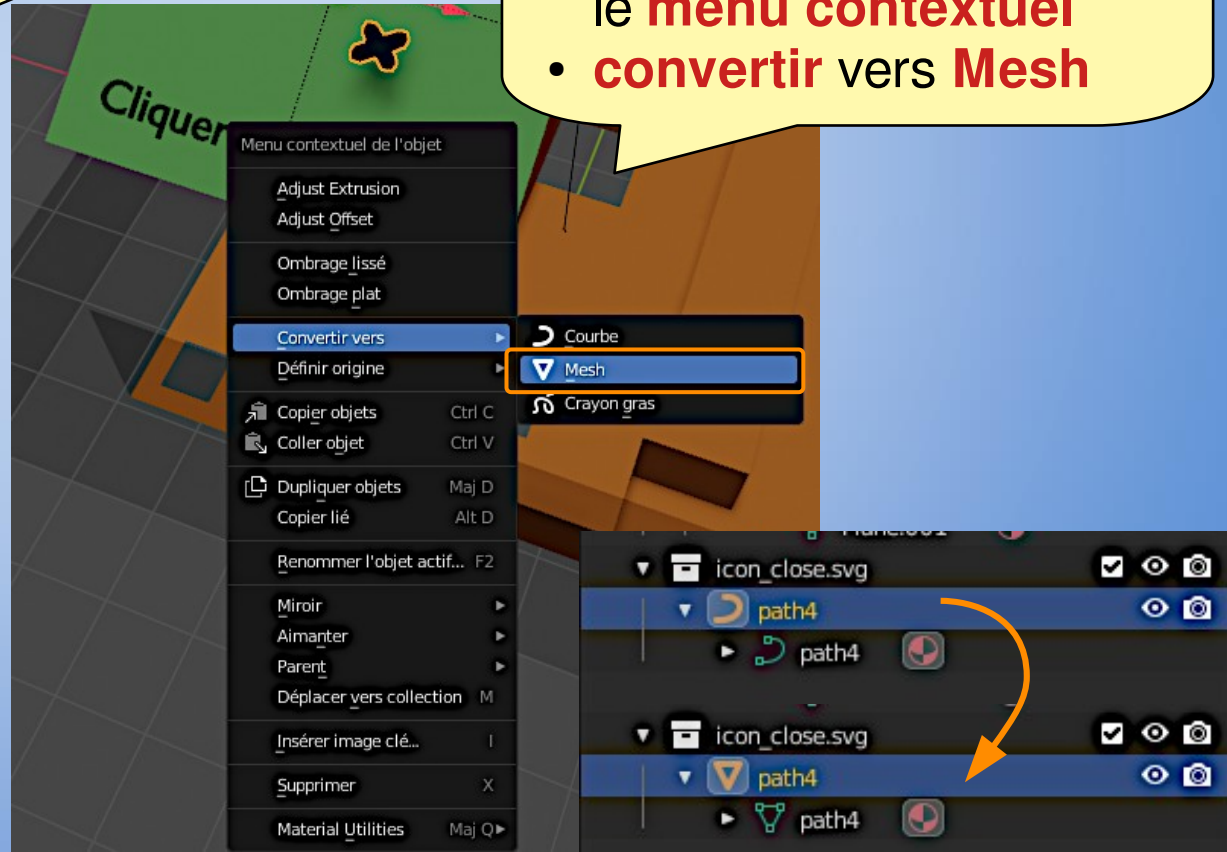 le menu contextuel
• convertir vers Mesh
Cliquer
Menu contextuel de l'objet
Adjust Extrusion
Adjust Offset
Ombrage lissé
Ombrage plat
Convertir vers
Définir origine
Copier objets Ctrl C
Coller objet Ctrl V
Dupliquer objets Maj D
Copier lié Alt D
Renommer l'objet actif... F2
Miroir
Aimanter
Parent
Déplacer vers collection M
Insérer image clé... I
Supprimer X
Material Utilities Maj Q
Courbe
Mesh
Crayon gras
icon_close.svg
path4
path4
icon_close.svg
path4
path4